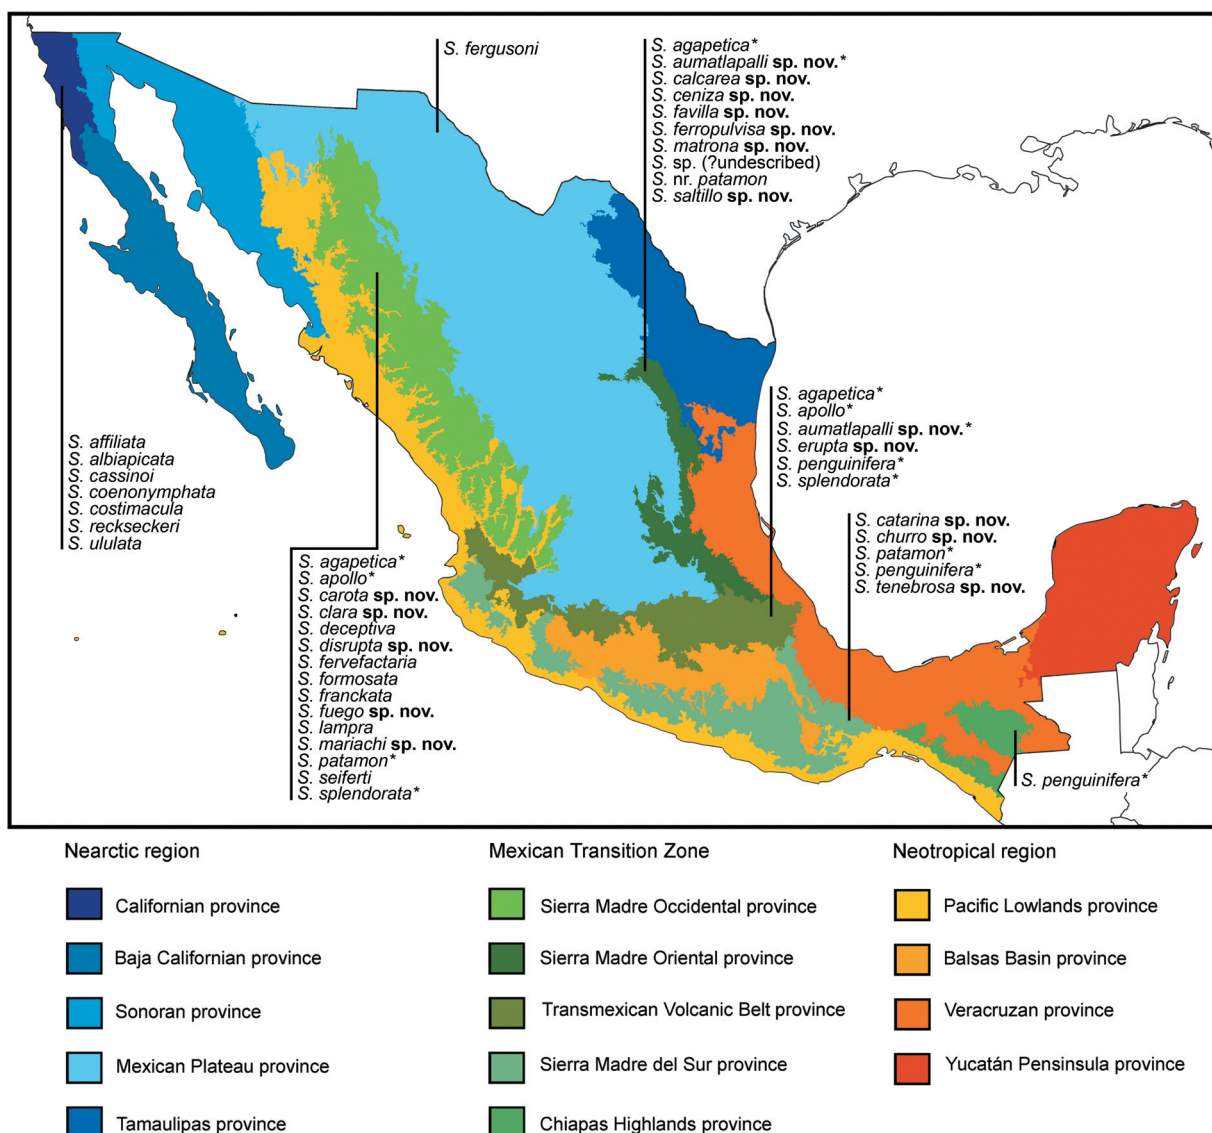 S. fergusoni
S. agapetica*
S. aumatlapalli sp. nov.*
S. calcarea sp. nov.
S. ceniza sp. nov.
S. favilla sp. nov.
S. ferropulvisa sp. nov.
S. matrona sp. nov.
S. sp. (?undescribed)
S. nr. patamon
S. saltillo sp. nov.
S. affiliata
S. albiapicata
S. cassinoi
S. coenonymphata
S. costimacula
S. reckseckeri
S. ululata
S. agapetica*
S. apollo*
S. aumatlapalli sp. nov.*
S. erupta sp. nov.
S. penguinifera*
S. splendorata*
S. catarina sp. nov.
S. churro sp. nov.
S. patamon*
S. penguinifera*
S. tenebrosa sp. nov.
S. agapetica*
S. apollo*
S. carota sp. nov.
S. clara sp. nov.
S. deceptiva
S. disrupta sp. nov.
S. fervefactaria
S. formosata
S. franckata
S. fuego sp. nov.
S. lampra
S. mariachi sp. nov.
S. patamon*
S. seiferti
S. splendorata*
S. penguinifera*
Nearctic region
Californian province
Baja Californian province
Sonoran province
Mexican Plateau province
Tamaulipas province
Mexican Transition Zone
Sierra Madre Occidental province
Sierra Madre Oriental province
Transmexican Volcanic Belt province
Sierra Madre del Sur province
Chiapas Highlands province
Neotropical region
Pacific Lowlands province
Balsas Basin province
Veracruzan province
Yucatán Pensinsula province